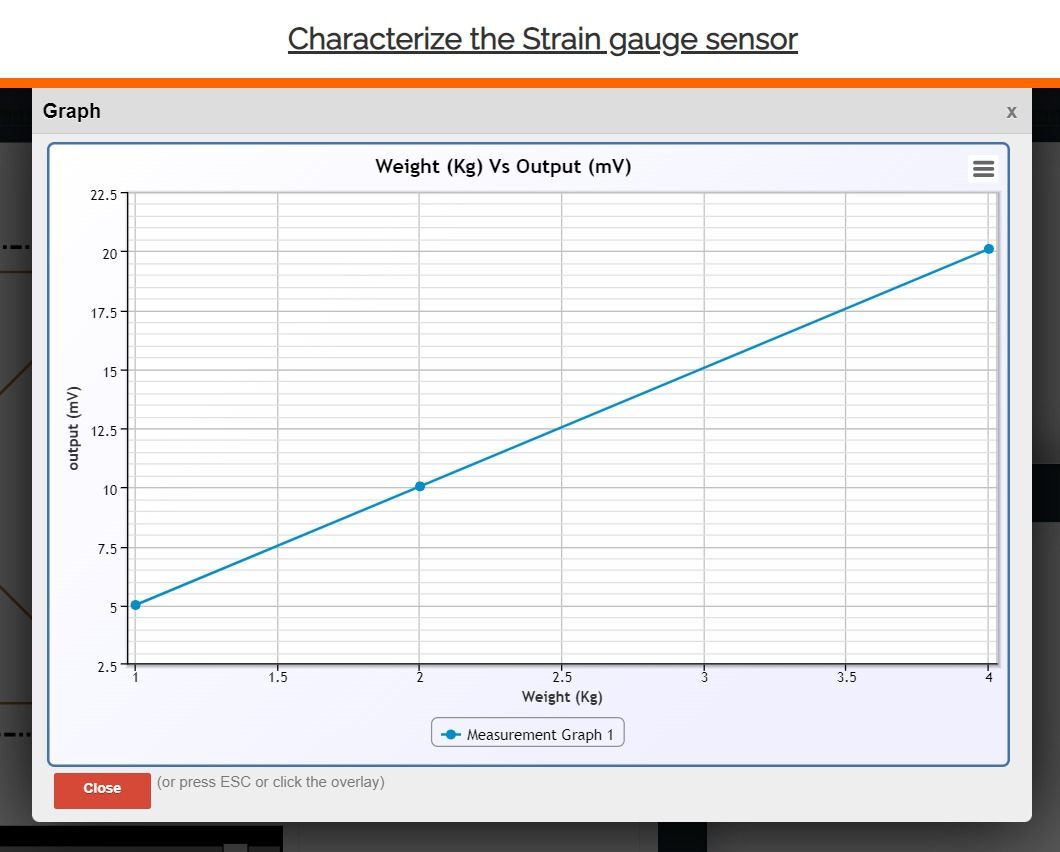 Characterize the Strain gauge sensor
Graph
x
Weight (Kg) Vs Output (mV)
22.5
20
17.5
15
12.5
10
7.5
5
2.5
output (mV)
1 1.5 2 2.5 3 3.5 4
Weight (Kg)
Measurement Graph 1
Close (or press ESC or click the overlay)